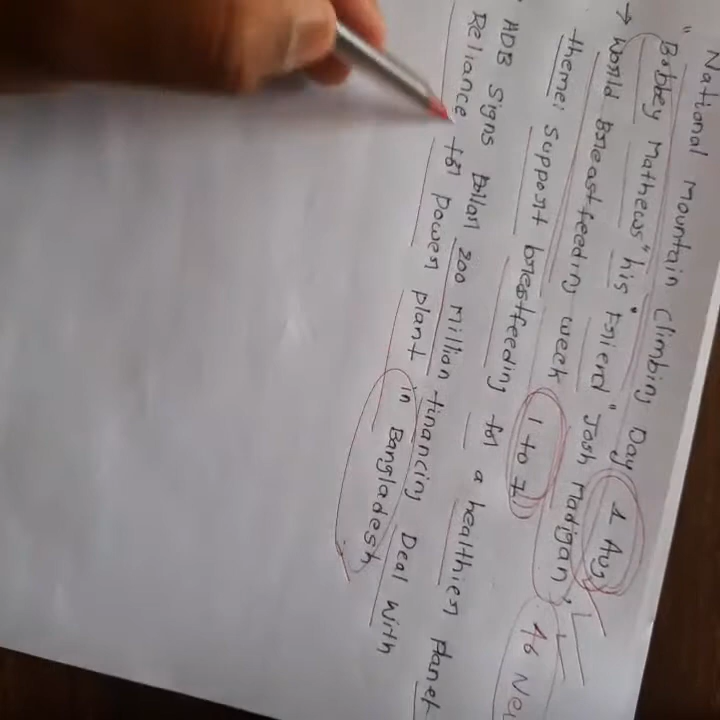 National Mountain Climbing Day 1 Aug
"Bobbey Mathews" his "Friend" Josh Madigan, 46
→ World Breastfeeding week 1 to 7
theme: support breastfeeding for a healthier planet
• ADB signs Dollar 200 million financing Deal with
Reliance for power plant in Bangladesh